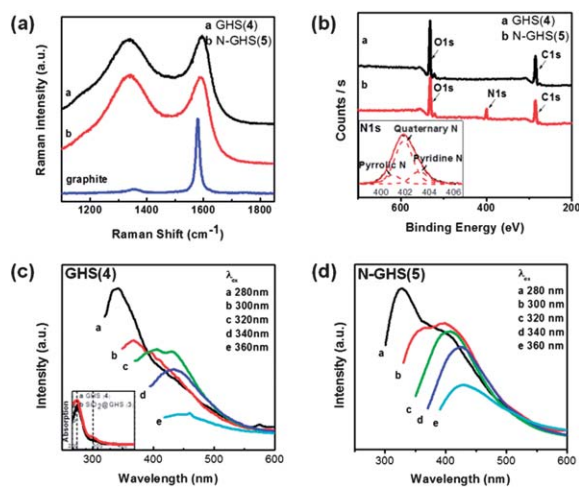 (a)
a GHS(4)
b N-GHS(5)
a
b
graphite
Raman intensity (a.u.)
1200 1400 1600 1800
Raman Shift (cm-1)
(b)
a GHS(4)
b N-GHS(5)
a
O1s
C1s
b
O1s
N1s
C1s
N1s
Quaternary N
Pyrrolic N
Pyridine N
400 402 404 406
Counts / s
600 400 200
Binding Energy (eV)
(c)
GHS(4)
λex
a 280nm
b 300nm
c 320nm
d 340nm
e 360nm
a
b
c
d
e
Absorption
a GHS
@GHS
Intensity (a.u.)
300 400 500 600
Wavelength (nm)
(d)
N-GHS(5)
λex
a 280 nm
b 300 nm
c 320 nm
d 340 nm
e 360 nm
a
b
c
d
e
Intensity (a.u.)
300 400 500 600
Wavelength (nm)